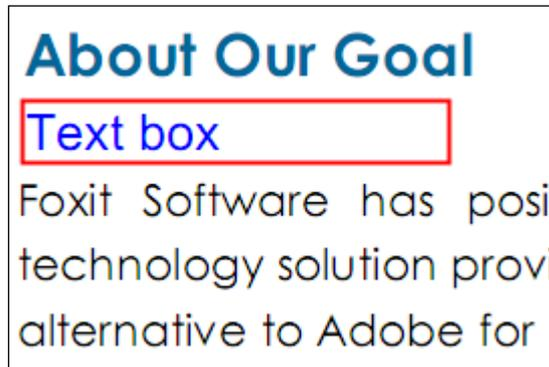 About Our Goal
Text box
Foxit Software has posi
technology solution provi
alternative to Adobe for